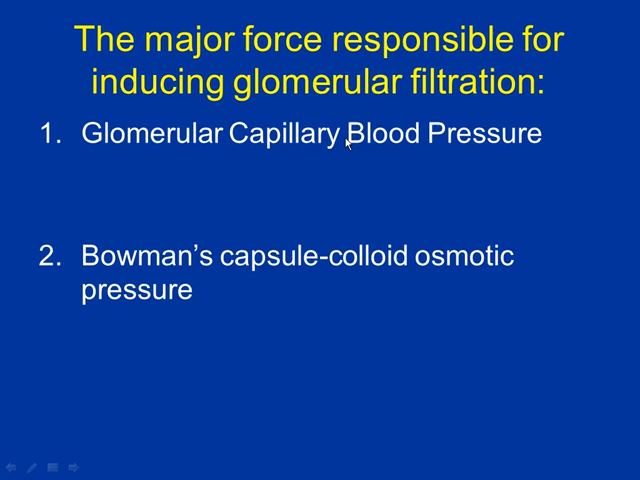 The major force responsible for
inducing glomerular filtration:
1. Glomerular Capillary Blood Pressure
2. Bowman’s capsule-colloid osmotic
pressure